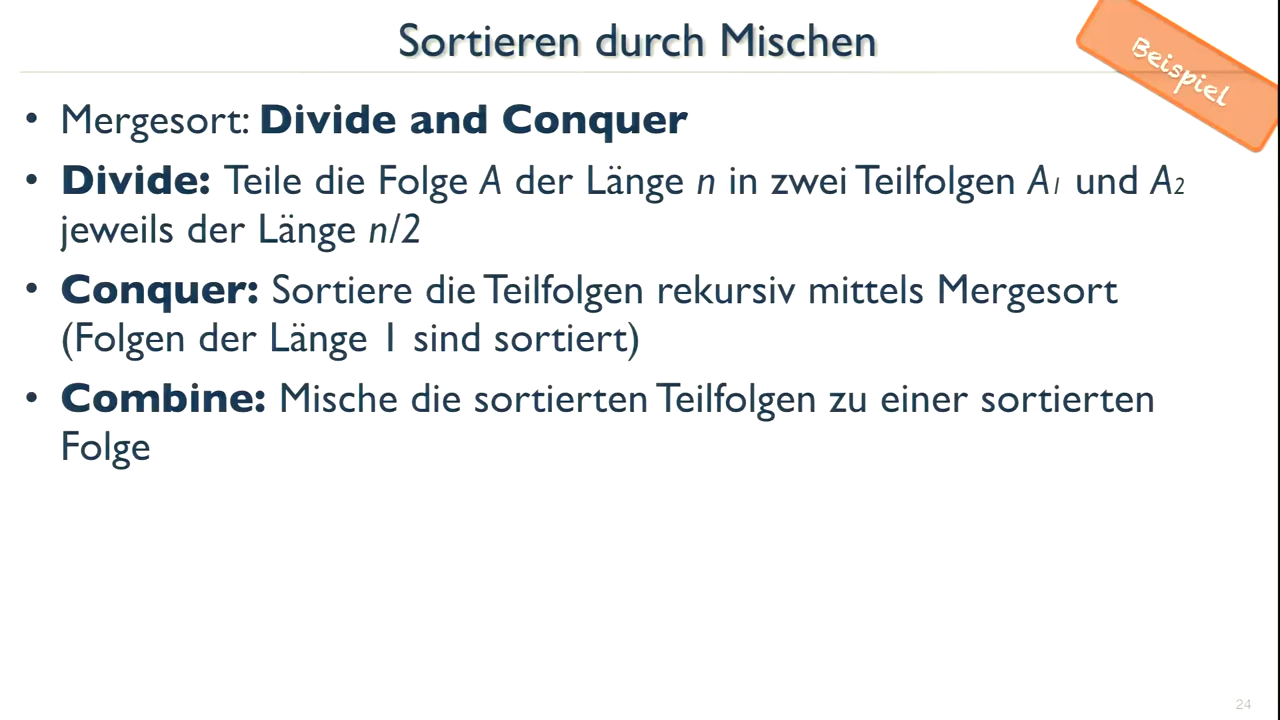 Sortieren durch Mischen
Beispiel
• Mergesort: Divide and Conquer
• Divide: Teile die Folge A der Länge n in zwei Teilfolgen A₁ und A₂
jeweils der Länge n/2
• Conquer: Sortiere die Teilfolgen rekursiv mittels Mergesort
(Folgen der Länge 1 sind sortiert)
• Combine: Mische die sortierten Teilfolgen zu einer sortierten
Folge
24